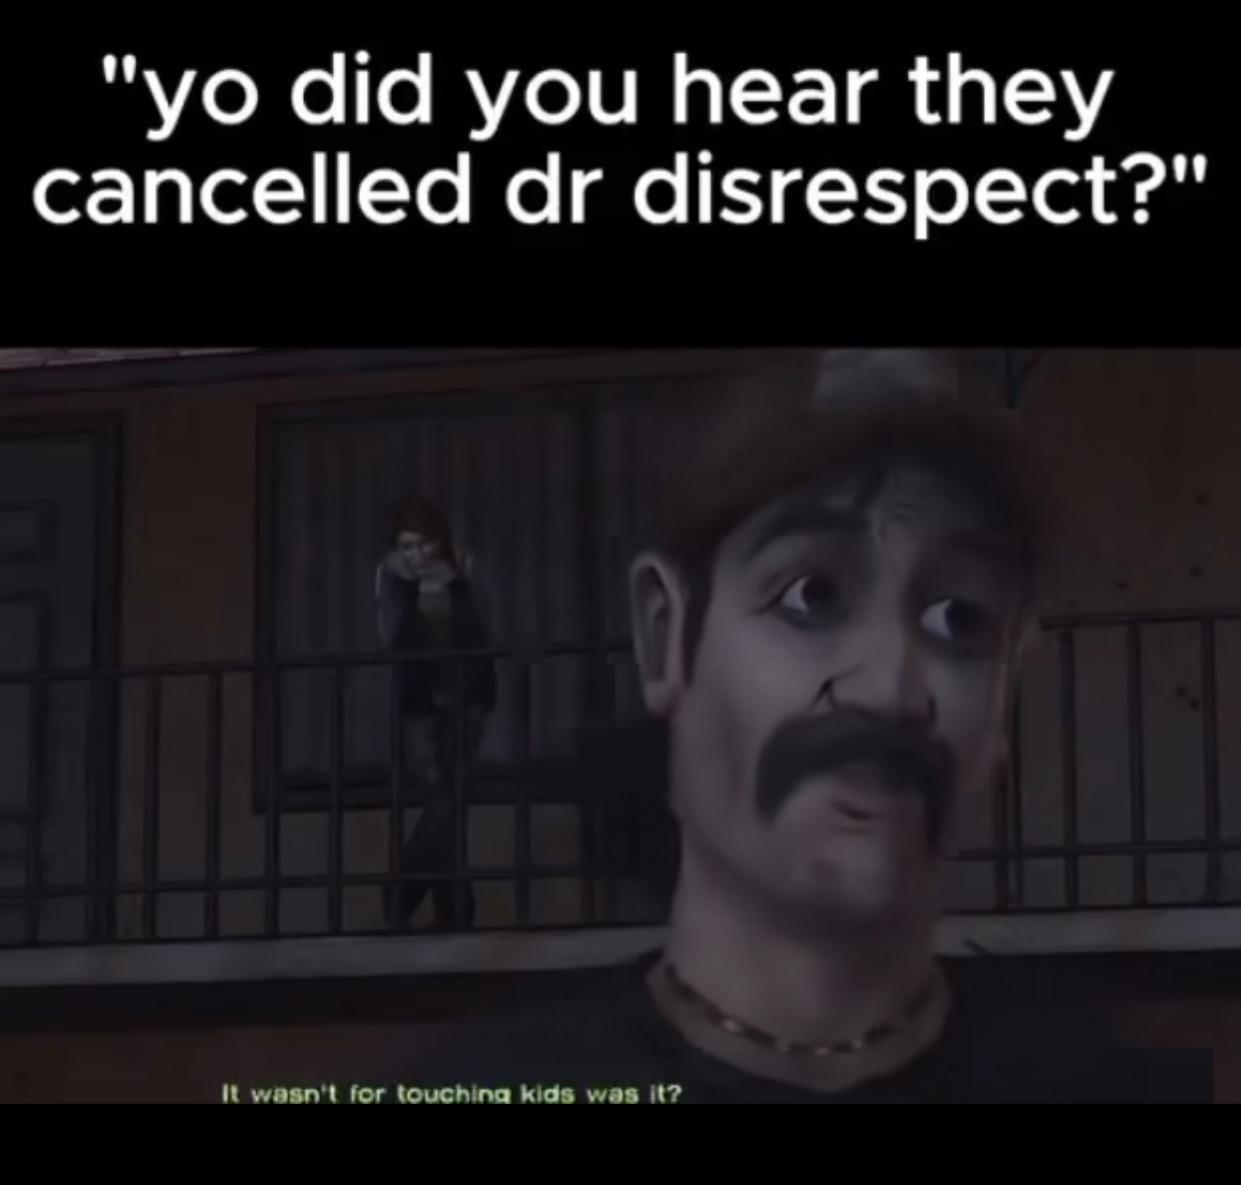 "yo did you hear they
cancelled dr disrespect?"
It wasn't for touching kids was it?